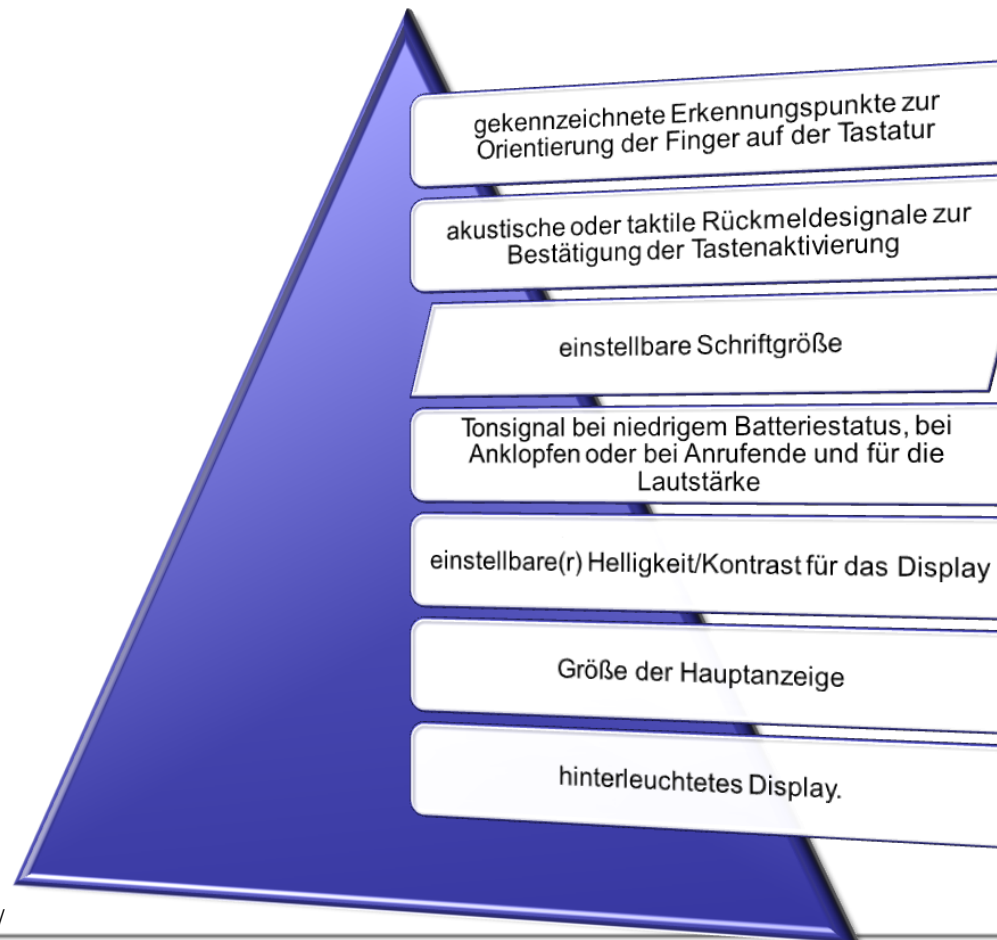 gekennzeichnete Erkennungspunkte zur
Orientierung der Finger auf der Tastatur
akustische oder taktile Rückmeldesignale zur
Bestätigung der Tastenaktivierung
einstellbare Schriftgröße
Tonsignal bei niedrigem Batteriestatus, bei
Anklopfen oder bei Anrufende und für die
Lautstärke
einstellbare(r) Helligkeit/Kontrast für das Display
Größe der Hauptanzeige
hinterleuchtetes Display.
/